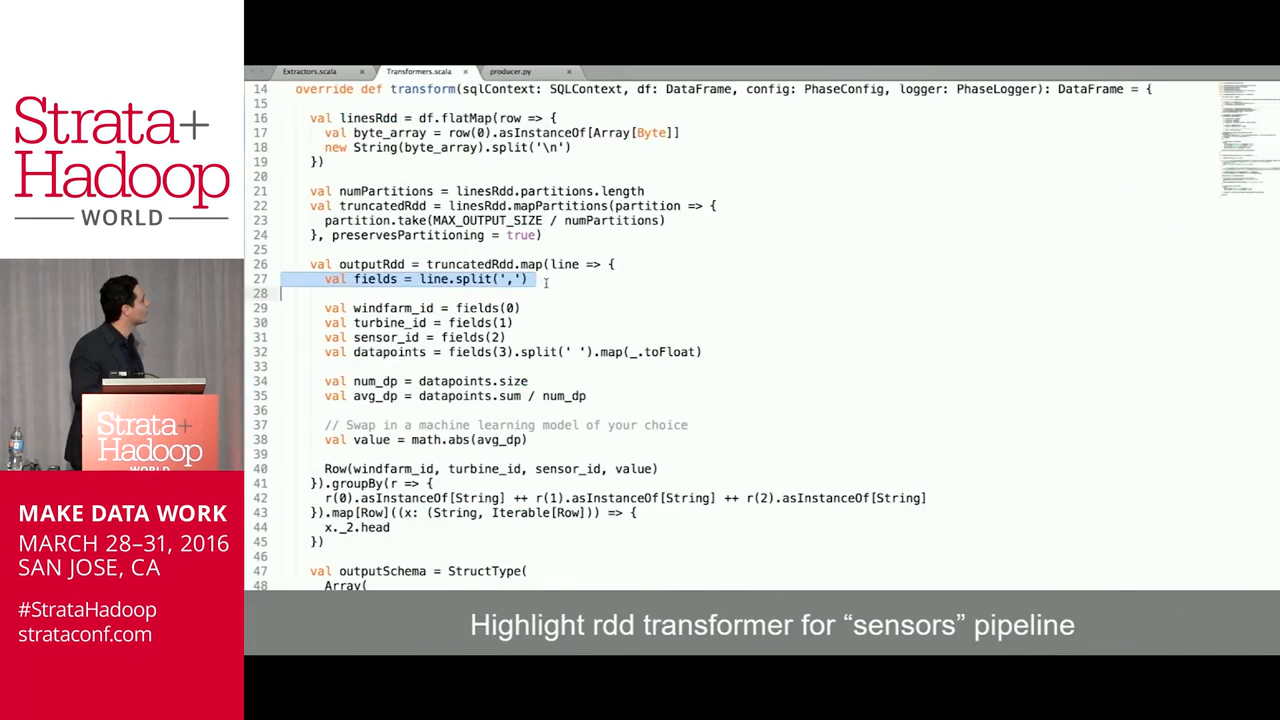 Strata+
Hadoop
WORLD
Strata+
Hadoop
WORLD
MAKE DATA WORK
MARCH 28–31, 2016
SAN JOSE, CA
#StrataHadoop
strataconf.com
Extractors.scala × Transformers.scala × producer.py ×
14 override def transform(sqlContext: SQLContext, df: DataFrame, config: PhaseConfig, logger: PhaseLogger): DataFrame = {
15
16 val linesRdd = df.flatMap(row => {
17 val byte_array = row(0).asInstanceOf[Array[Byte]]
18 new String(byte_array).split('\n')
19 })
20
21 val numPartitions = linesRdd.partitions.length
22 val truncatedRdd = linesRdd.mapPartitions(partition => {
23 partition.take(MAX_OUTPUT_SIZE / numPartitions)
24 }, preservesPartitioning = true)
25
26 val outputRdd = truncatedRdd.map(line => {
27 val fields = line.split(',')
28
29 val windfarm_id = fields(0)
30 val turbine_id = fields(1)
31 val sensor_id = fields(2)
32 val datapoints = fields(3).split(' ').map(_.toFloat)
33
34 val num_dp = datapoints.size
35 val avg_dp = datapoints.sum / num_dp
36
37 // Swap in a machine learning model of your choice
38 val value = math.abs(avg_dp)
39
40 Row(windfarm_id, turbine_id, sensor_id, value)
41 }).groupBy(r => {
42 r(0).asInstanceOf[String] ++ r(1).asInstanceOf[String] ++ r(2).asInstanceOf[String]
43 }).map[Row]((x: (String, Iterable[Row])) => {
44 x._2.head
45 })
46
47 val outputSchema = StructType(
48 Array(
Highlight rdd transformer for “sensors” pipeline